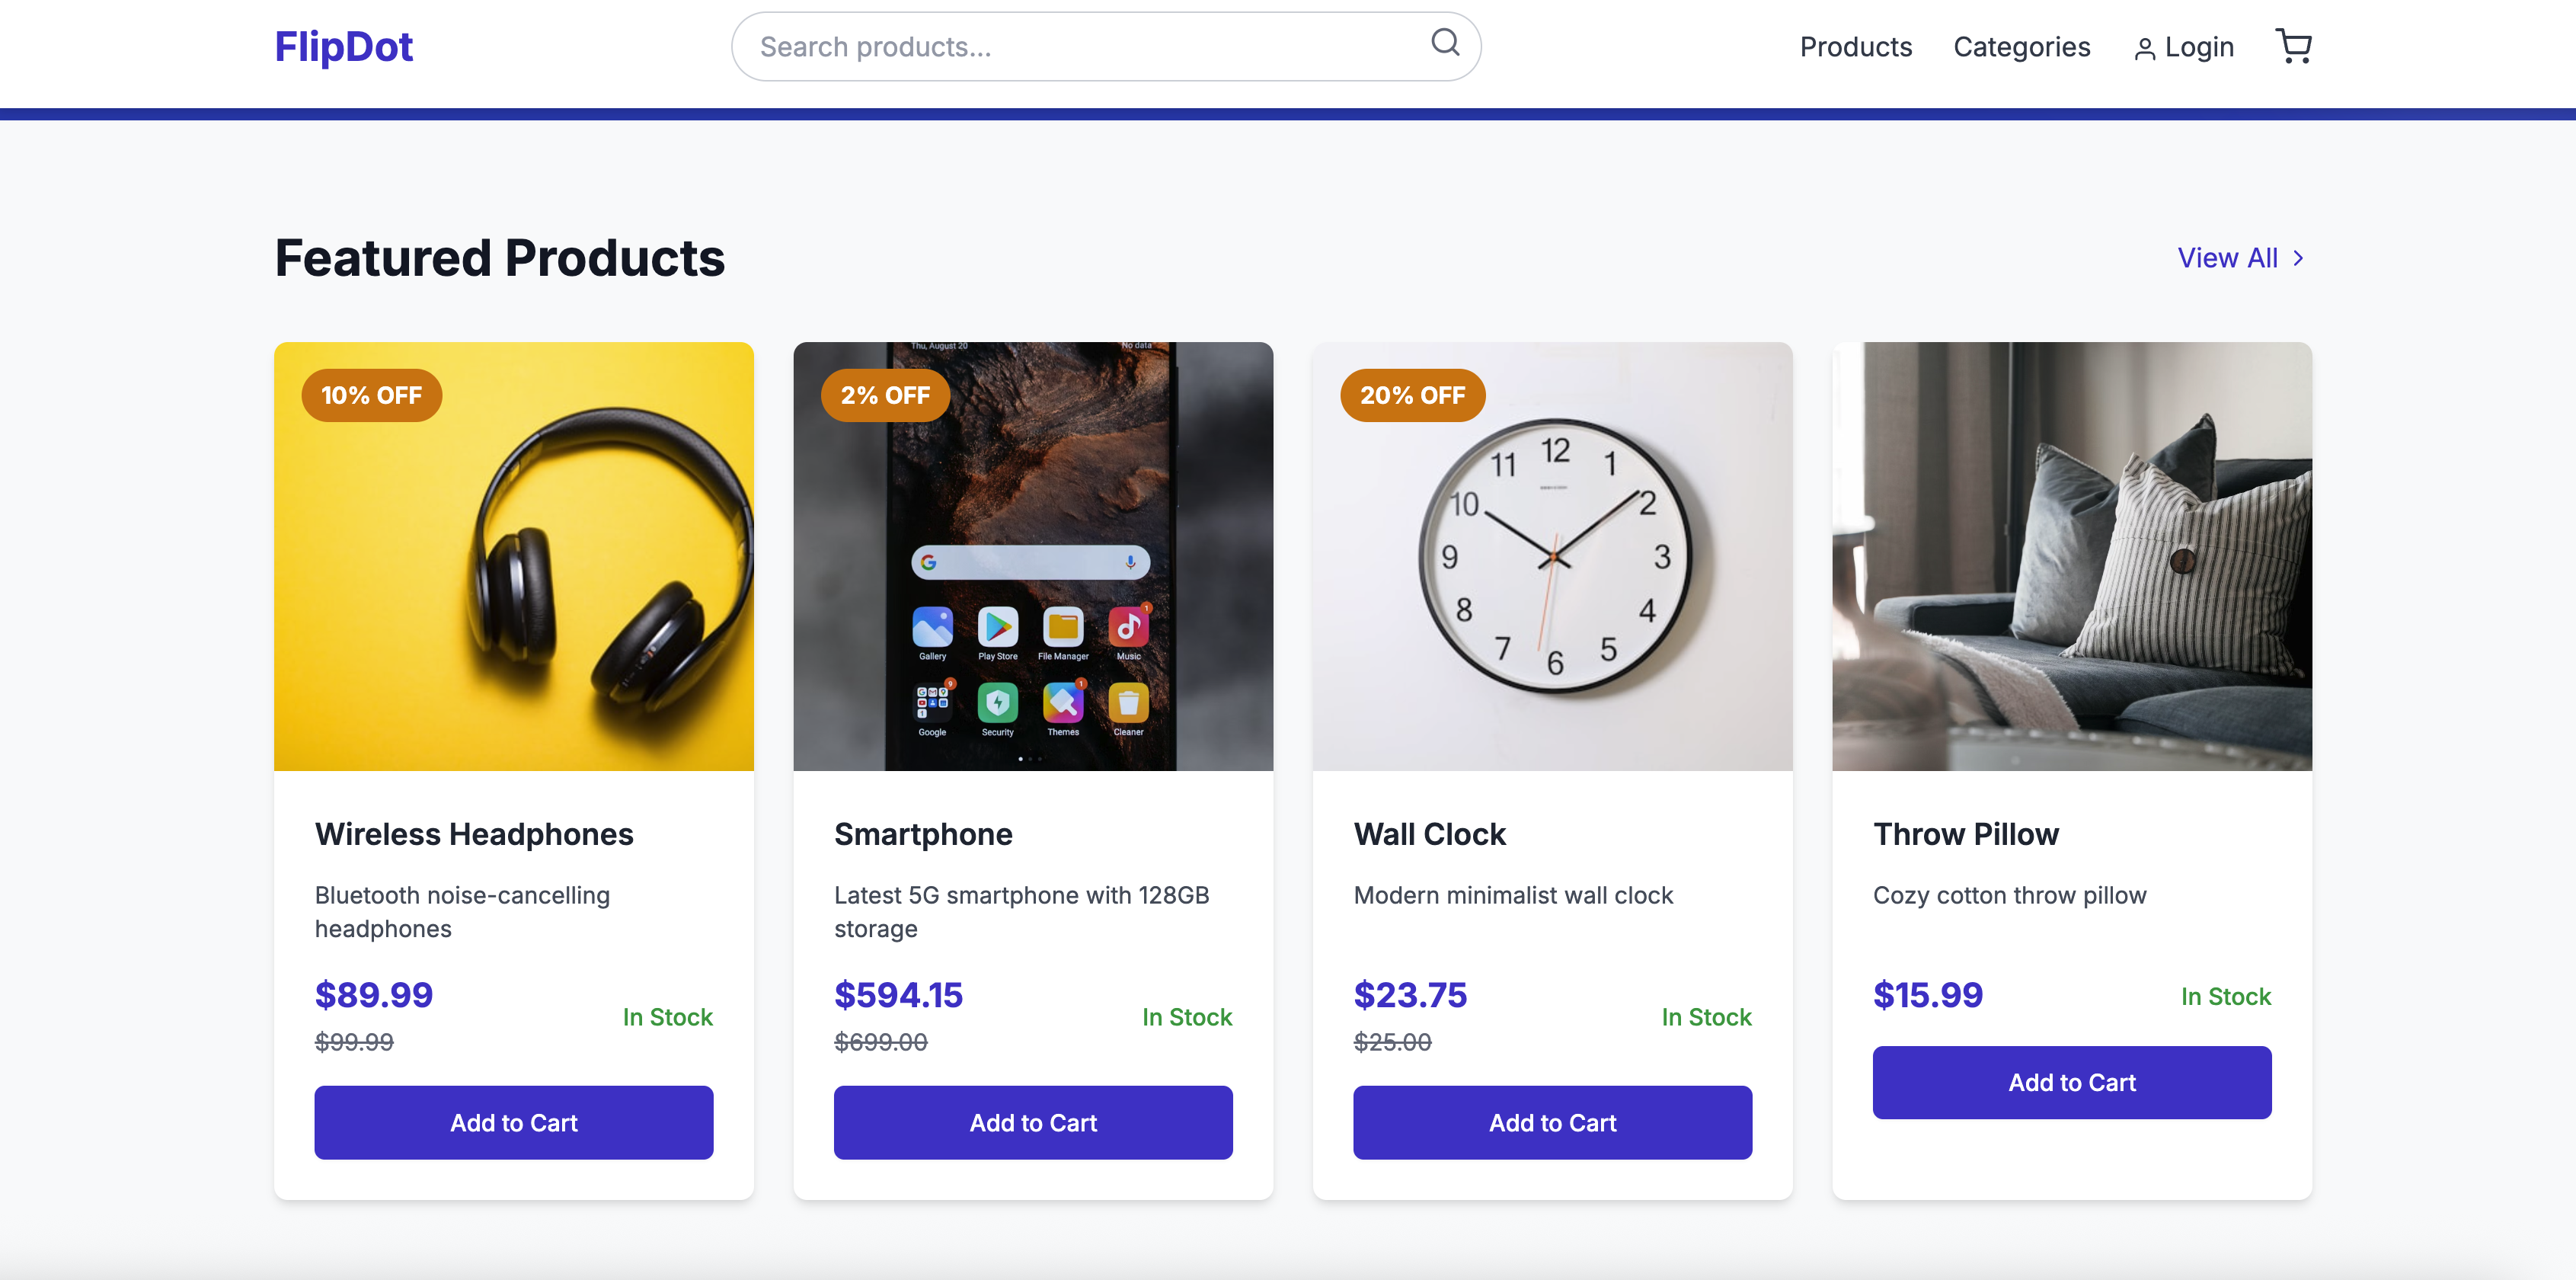 FlipDot
Search products...
Products
Categories
Login
Featured Products
View All
10% OFF
Thu, August 20
No data
Gallery
Play Store
File Manager
Music
Google
Security
Themes
Cleaner
2% OFF
20% OFF
12
1
2
3
4
5
6
7
8
9
10
11
Wireless Headphones
Bluetooth noise-cancelling
headphones
$89.99
$99.99
In Stock
Add to Cart
Smartphone
Latest 5G smartphone with 128GB
storage
$594.15
$699.00
In Stock
Add to Cart
Wall Clock
Modern minimalist wall clock
$23.75
$25.00
In Stock
Add to Cart
Throw Pillow
Cozy cotton throw pillow
$15.99
In Stock
Add to Cart